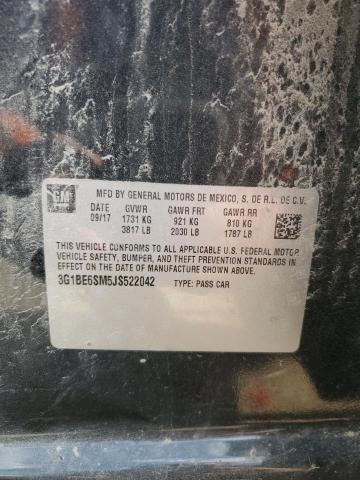 GM
MFD BY GENERAL MOTORS DE MEXICO, S. DE R.L. DE C.V.
DATE GVWR GAWR FRT GAWR RR
09/17 1731 KG 921 KG 810 KG
3817 LB 2030 LB 1787 LB
THIS VEHICLE CONFORMS TO ALL APPLICABLE U.S. FEDERAL MOTOR
VEHICLE SAFETY, BUMPER, AND THEFT PREVENTION STANDARDS IN
EFFECT ON THE DATE OF MANUFACTURE SHOWN ABOVE.
3G1BE6SM5JS522042 TYPE: PASS CAR